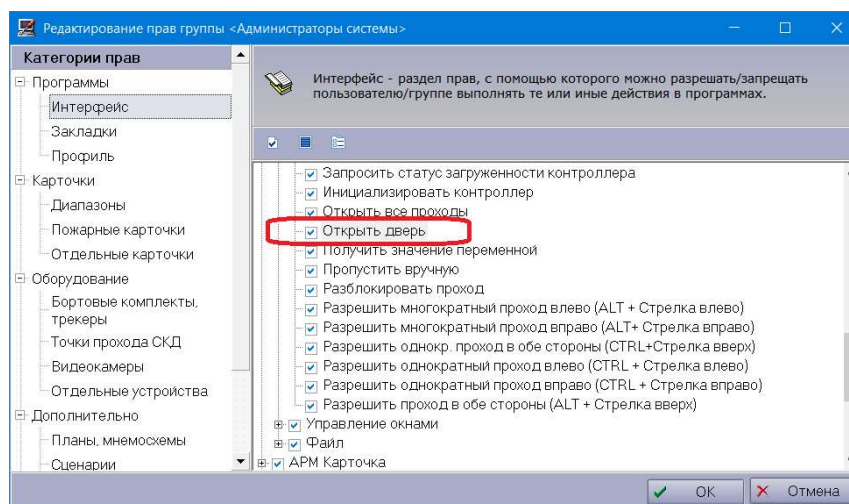 Редактирование прав группы <Администраторы системы>
Категории прав
Программы
Интерфейс
Закладки
Профиль
Карточки
Диапазоны
Пожарные карточки
Отдельные карточки
Оборудование
Бортовые комплекты,
трекеры
Точки прохода СКД
Видеокамеры
Отдельные устройства
Дополнительно
Планы, мнемосхемы
Сценарии
Интерфейс - раздел прав, с помощью которого можно разрешать/запрещать
пользователю/группе выполнять те или иные действия в программах.
Запросить статус загруженности контроллера
Инициализировать контроллер
Открыть все проходы
Открыть дверь
Получить значение переменной
Пропустить вручную
Разблокировать проход
Разрешить многократный проход влево (ALT + Стрелка влево)
Разрешить многократный проход вправо (ALT+ Стрелка вправо)
Разрешить однокр. проход в обе стороны (CTRL+Стрелка вверх)
Разрешить однократный проход влево (CTRL + Стрелка влево)
Разрешить однократный проход вправо (CTRL + Стрелка вправо)
Разрешить проход в обе стороны (ALT + Стрелка вверх)
Управление окнами
Файл
АРМ Карточка
OK
Отмена